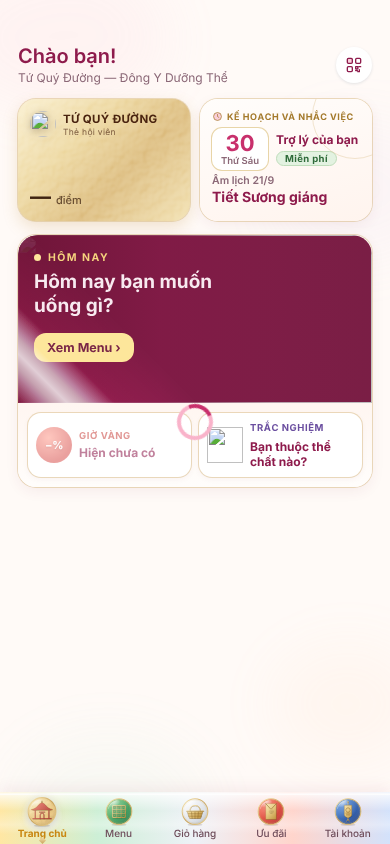 Chào bạn!
Tứ Quý Đường — Đông Y Dưỡng Thể
TỨ QUÝ ĐƯỜNG
Thẻ hội viên
— điểm
KẾ HOẠCH VÀ NHẮC VIỆC
30
Thứ Sáu
Trợ lý của bạn
Miễn phí
Âm lịch 21/9
Tiết Sương giáng
HÔM NAY
Hôm nay bạn muốn
uống gì?
Xem Menu ›
–%
GIỜ VÀNG
Hiện chưa có
TRẮC NGHIỆM
Bạn thuộc thể
chất nào?
Trang chủ
Menu
Giỏ hàng
Ưu đãi
Tài khoản